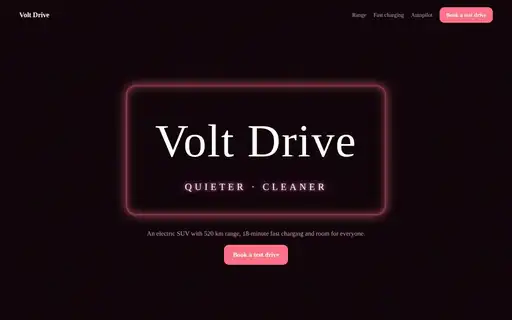 Volt Drive
Range Fast charging Autopilot Book a test drive
Volt Drive
QUIETER · CLEANER
An electric SUV with 520 km range, 18-minute fast charging and room for everyone.
Book a test drive